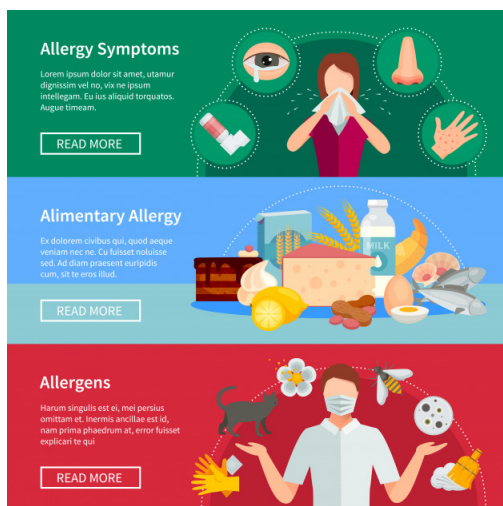 Allergy Symptoms
Lorem ipsum dolor sit amet, utamur
dignissim vel no, vix ne ipsum
intellegam. Eu ius aliquid torquatos.
Augue timeam.
READ MORE
Alimentary Allergy
Ex dolorem civibus qui, quod aeque
veniam nec ne. Cu fuisset noluisse
sed. Ad diam praesent euripidis
cum, sit te eros illud.
READ MORE
MILK
Allergens
Harum singulis est ei, mei persius
omittam et. Inermis ancillae est id,
nam prima phaedrum at, error fuisset
explicari te qui
READ MORE